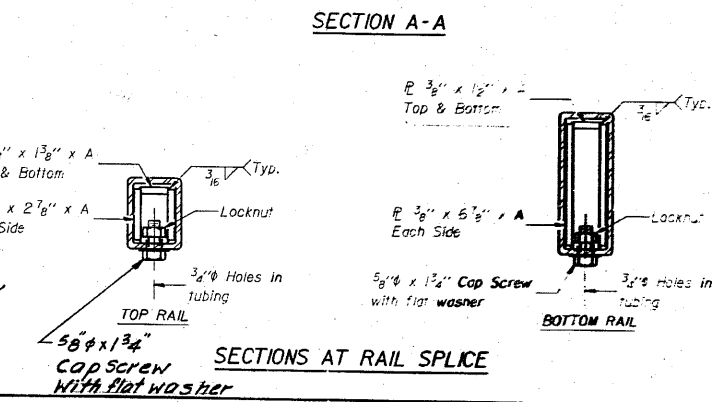 SECTION A-A
℞ 3/8" x 1 1/2" x
Top & Bottom
3/16
Typ.
" x 1 3/8" x A
& Bottom
3/16
Typ.
x 2 7/8" x A
Side
Locknut
℞ 3/8" x 6 7/8" x A
Each Side
Locknut
3/4"φ Holes in
tubing
5/8"φ x 1 3/4" Cap Screw
with flat washer
3/4"φ Holes in
tubing
TOP RAIL
BOTTOM RAIL
5/8"φ x 1 3/4"
Cap Screw
With flat washer
SECTIONS AT RAIL SPLICE